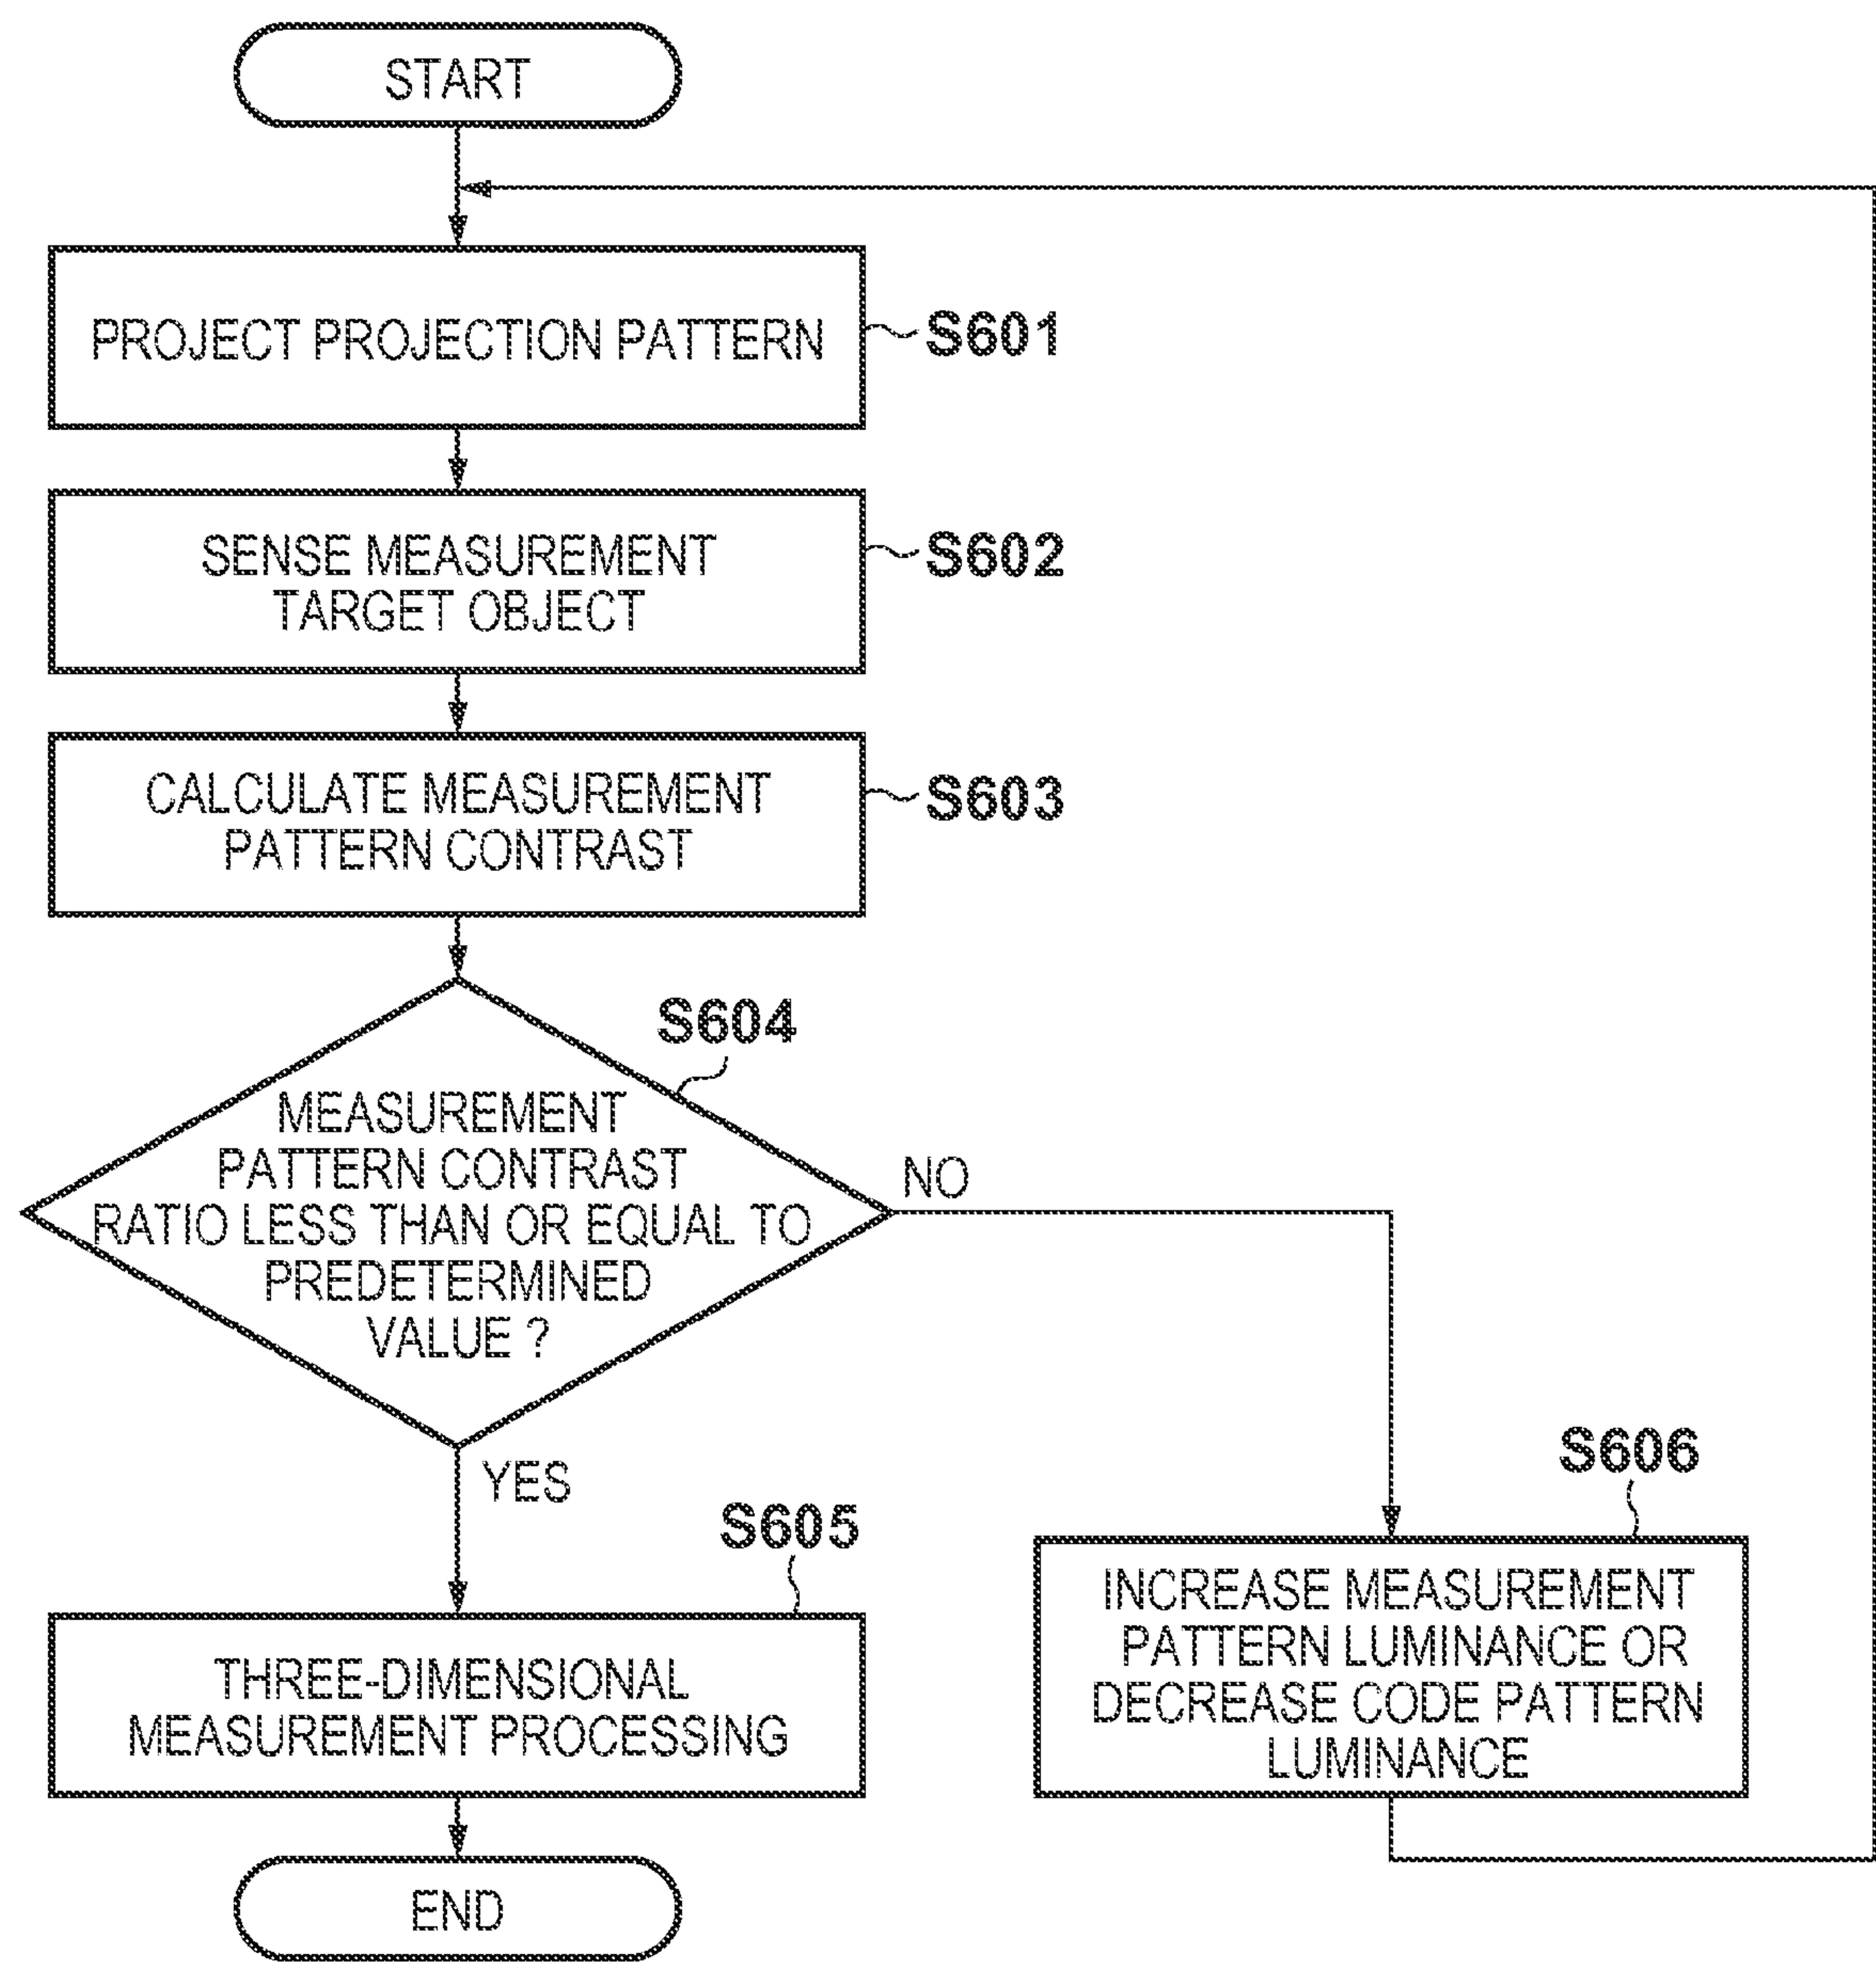 START
PROJECT PROJECTION PATTERN
S601
SENSE MEASUREMENT
TARGET OBJECT
S602
CALCULATE MEASUREMENT
PATTERN CONTRAST
S603
S604
MEASUREMENT
PATTERN CONTRAST
RATIO LESS THAN OR EQUAL TO
PREDETERMINED
VALUE ?
NO
YES
S605
THREE-DIMENSIONAL
MEASUREMENT PROCESSING
S606
INCREASE MEASUREMENT
PATTERN LUMINANCE OR
DECREASE CODE PATTERN
LUMINANCE
END